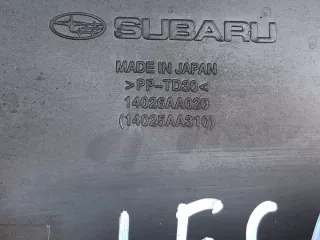 SUBARU
MADE IN JAPAN
>PP-TD30<
14026AA020
(14025AA310)